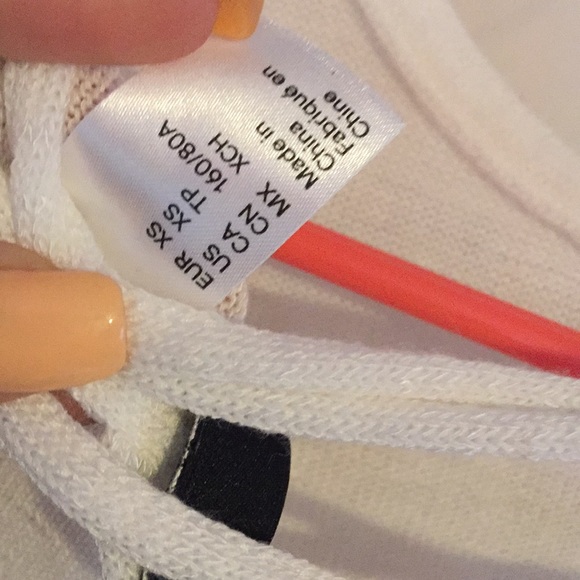 EUR XS
US XS
CA TP
CN 160/80A
MX XCH
Made in
China
Fabriqué en
Chine